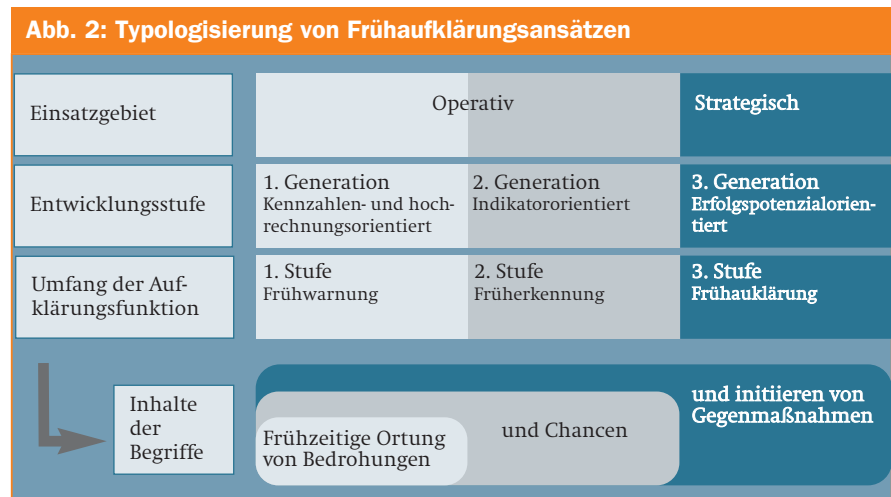 Abb. 2: Typologisierung von Frühaufklärungsansätzen
Einsatzgebiet
Operativ
Strategisch
Entwicklungsstufe
1. Generation
Kennzahlen- und hoch-
rechnungsorientiert
2. Generation
Indikatororientiert
3. Generation
Erfolgspotenzialorien-
tiert
Umfang der Auf-
klärungsfunktion
1. Stufe
Frühwarnung
2. Stufe
Früherkennung
3. Stufe
Frühauklärung
Inhalte
der
Begriffe
Frühzeitige Ortung
von Bedrohungen
und Chancen
und initiieren von
Gegenmaßnahmen